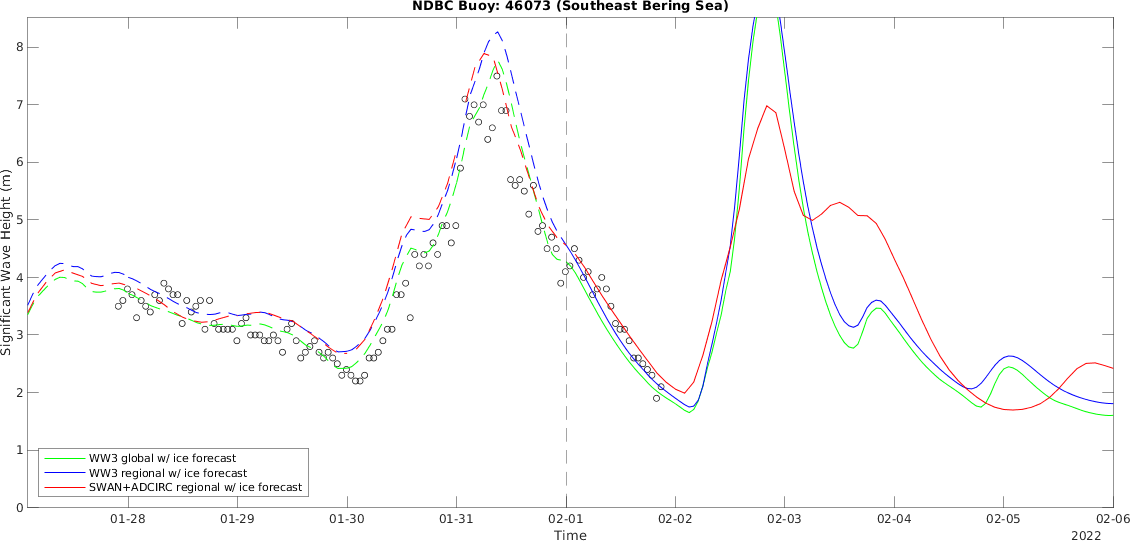 NDBC Buoy: 46073 (Southeast Bering Sea)
8
7
6
5
4
3
2
1
0
Significant Wave Height (m)
WW3 global w/ ice forecast
WW3 regional w/ ice forecast
SWAN+ADCIRC regional w/ ice forecast
01-28 01-29 01-30 01-31 02-01 02-02 02-03 02-04 02-05 02-06
Time
2022